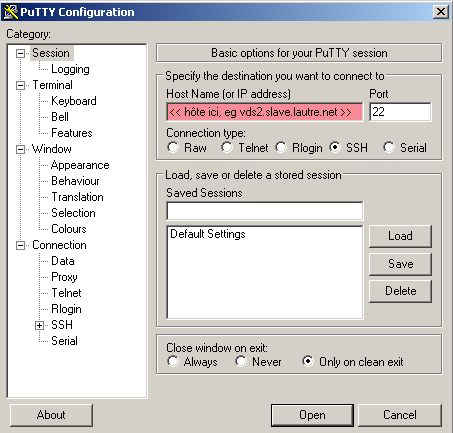 PuTTY Configuration
Category:
Session
Logging
Terminal
Keyboard
Bell
Features
Window
Appearance
Behaviour
Translation
Selection
Colours
Connection
Data
Proxy
Telnet
Rlogin
SSH
Serial
Basic options for your PuTTY session
Specify the destination you want to connect to
Host Name (or IP address) Port
<< hôte ici, eg vds2.slave.lautre.net >> 22
Connection type:
Raw Telnet Rlogin SSH Serial
Load, save or delete a stored session
Saved Sessions
Default Settings
Load
Save
Delete
Close window on exit:
Always Never Only on clean exit
About Open Cancel